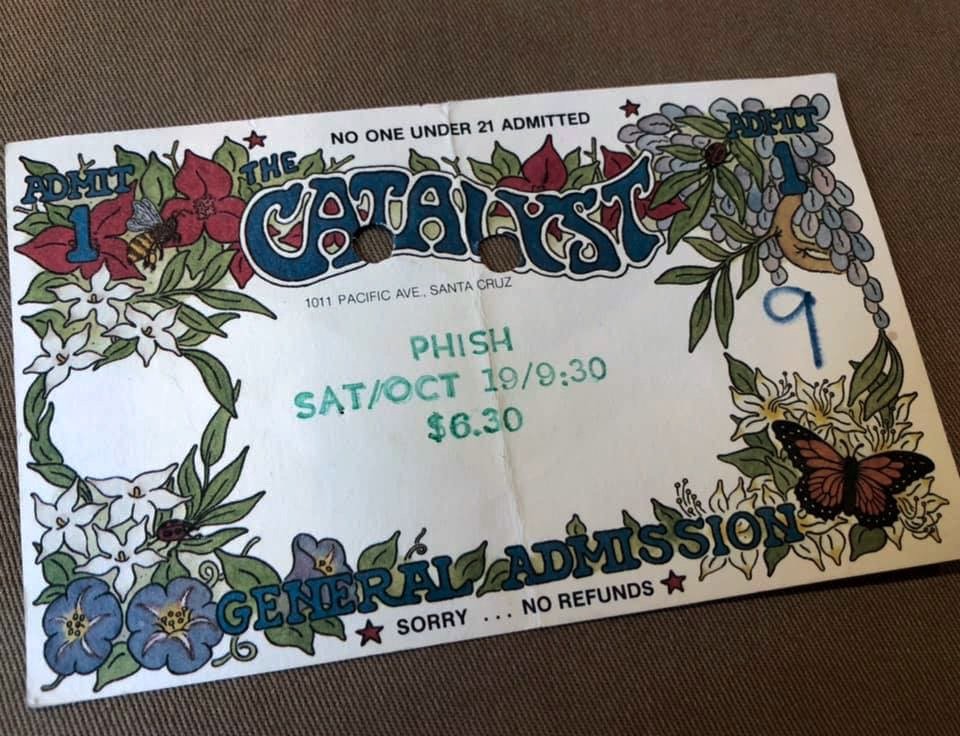 NO ONE UNDER 21 ADMITTED
ADMIT
1
THE
CATALYST
ADMIT
1
1011 PACIFIC AVE., SANTA CRUZ
9
PHISH
SAT/OCT 19/9:30
$6.30
GENERAL ADMISSION
SORRY ... NO REFUNDS